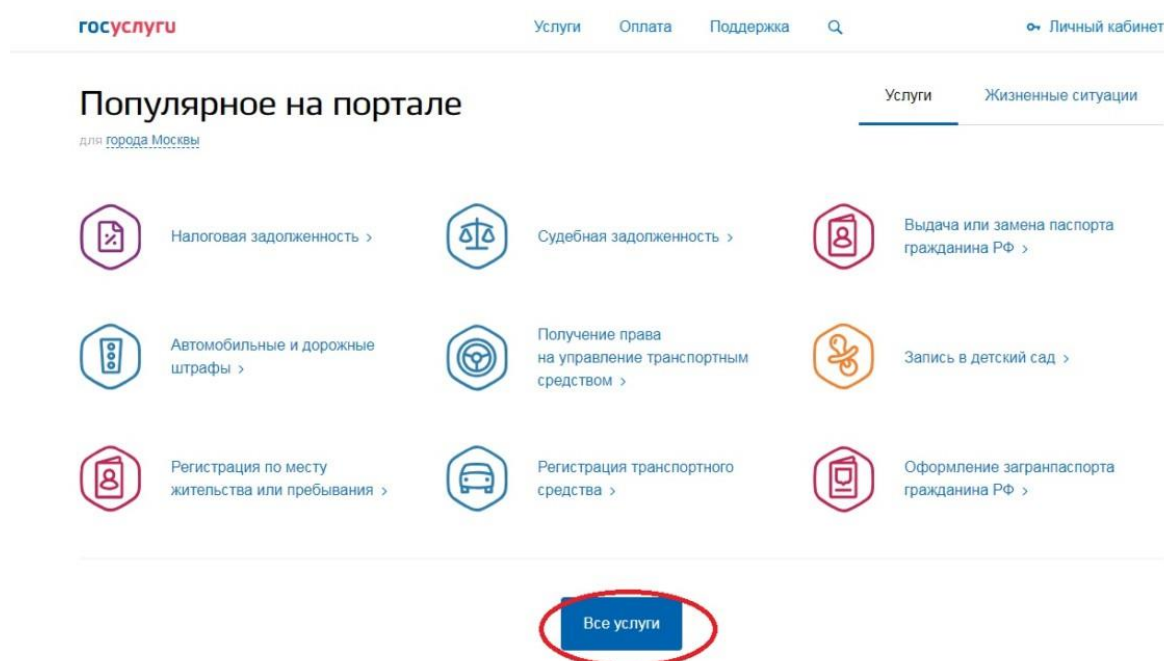 госуслуги
Услуги Оплата Поддержка Личный кабинет
Популярное на портале
для города Москвы
Услуги Жизненные ситуации
Налоговая задолженность >
Судебная задолженность >
Выдача или замена паспорта
гражданина РФ >
Автомобильные и дорожные
штрафы >
Получение права
на управление транспортным
средством >
Запись в детский сад >
Регистрация по месту
жительства или пребывания >
Регистрация транспортного
средства >
Оформление загранпаспорта
гражданина РФ >
Все услуги